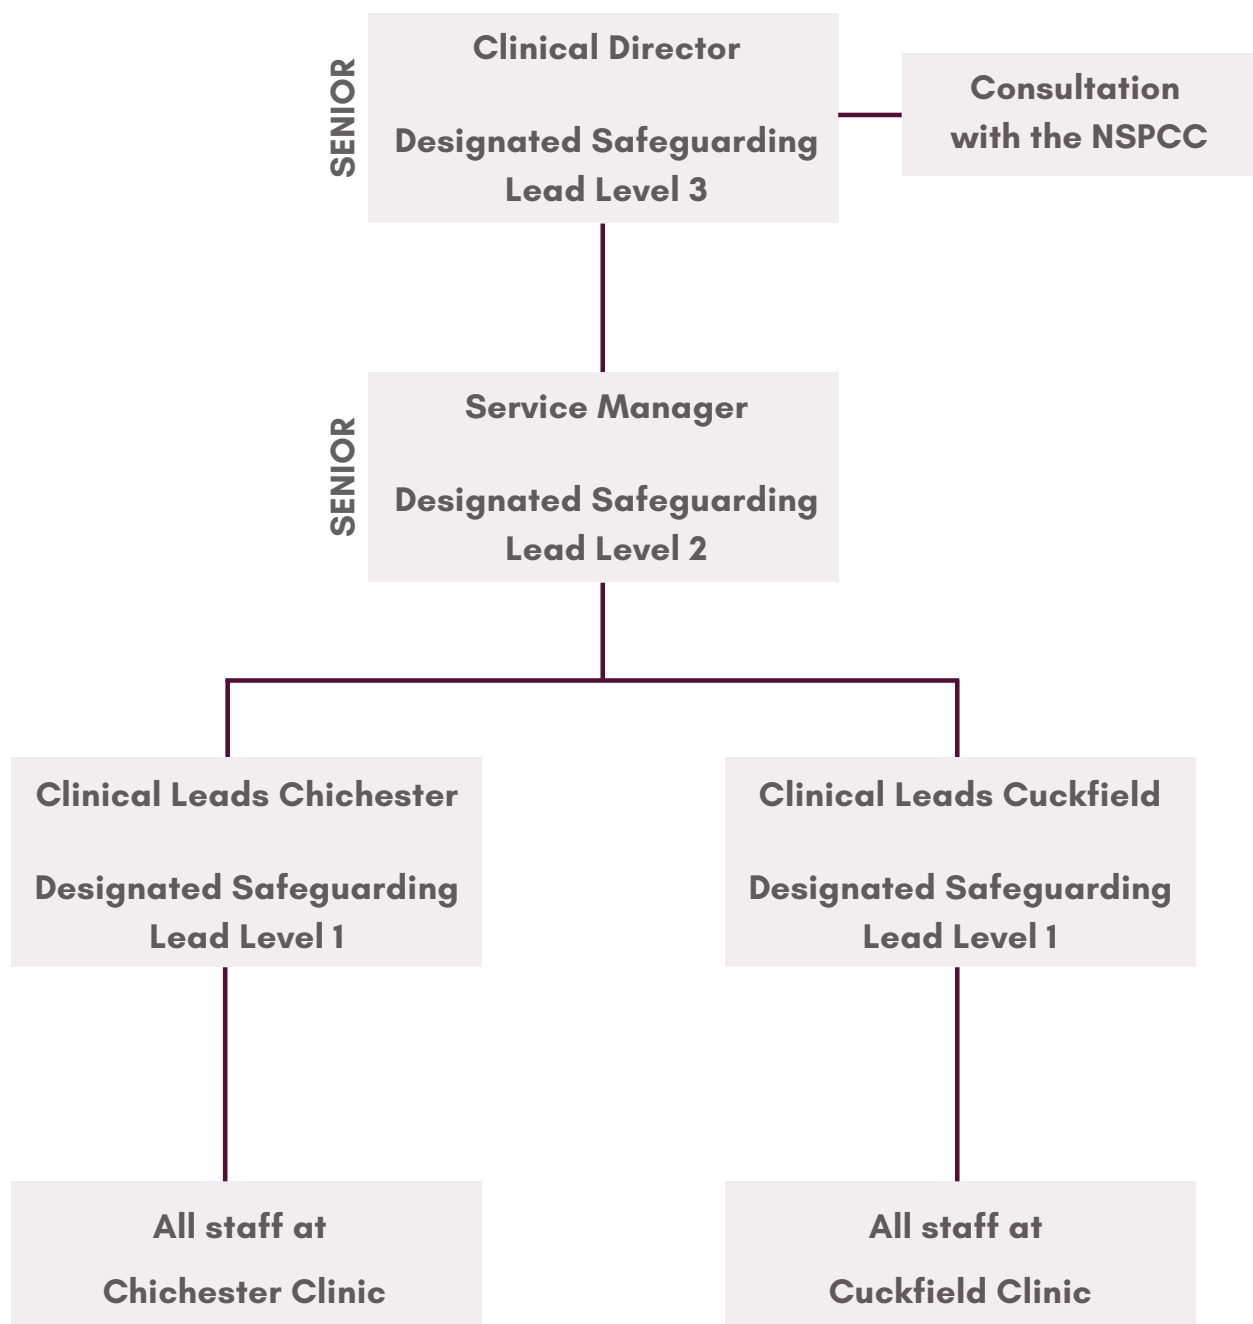 SENIOR
Clinical Director
Designated Safeguarding
Lead Level 3
Consultation
with the NSPCC
SENIOR
Service Manager
Designated Safeguarding
Lead Level 2
Clinical Leads Chichester
Designated Safeguarding
Lead Level 1
Clinical Leads Cuckfield
Designated Safeguarding
Lead Level 1
All staff at
Chichester Clinic
All staff at
Cuckfield Clinic